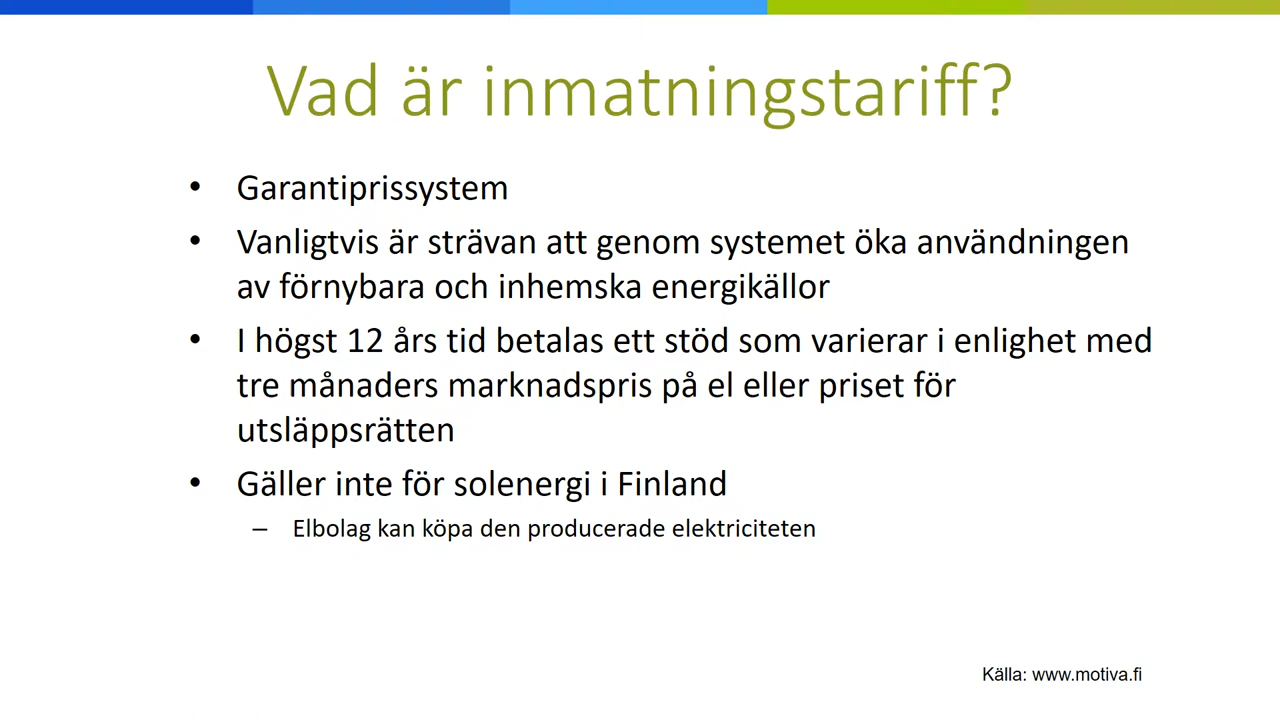 Vad är inmatningstariff?
• Garantiprissystem
• Vanligtvis är strävan att genom systemet öka användningen
av förnybara och inhemska energikällor
• I högst 12 års tid betalas ett stöd som varierar i enlighet med
tre månaders marknadspris på el eller priset för
utsläppsrätten
• Gäller inte för solenergi i Finland
– Elbolag kan köpa den producerade elektriciteten
Källa: www.motiva.fi